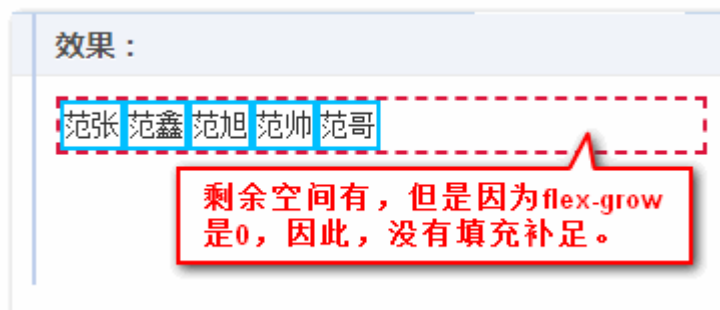 效果：
范张 范鑫 范旭 范帅 范哥
剩余空间有，但是因为flex-grow
是0，因此，没有填充补足。